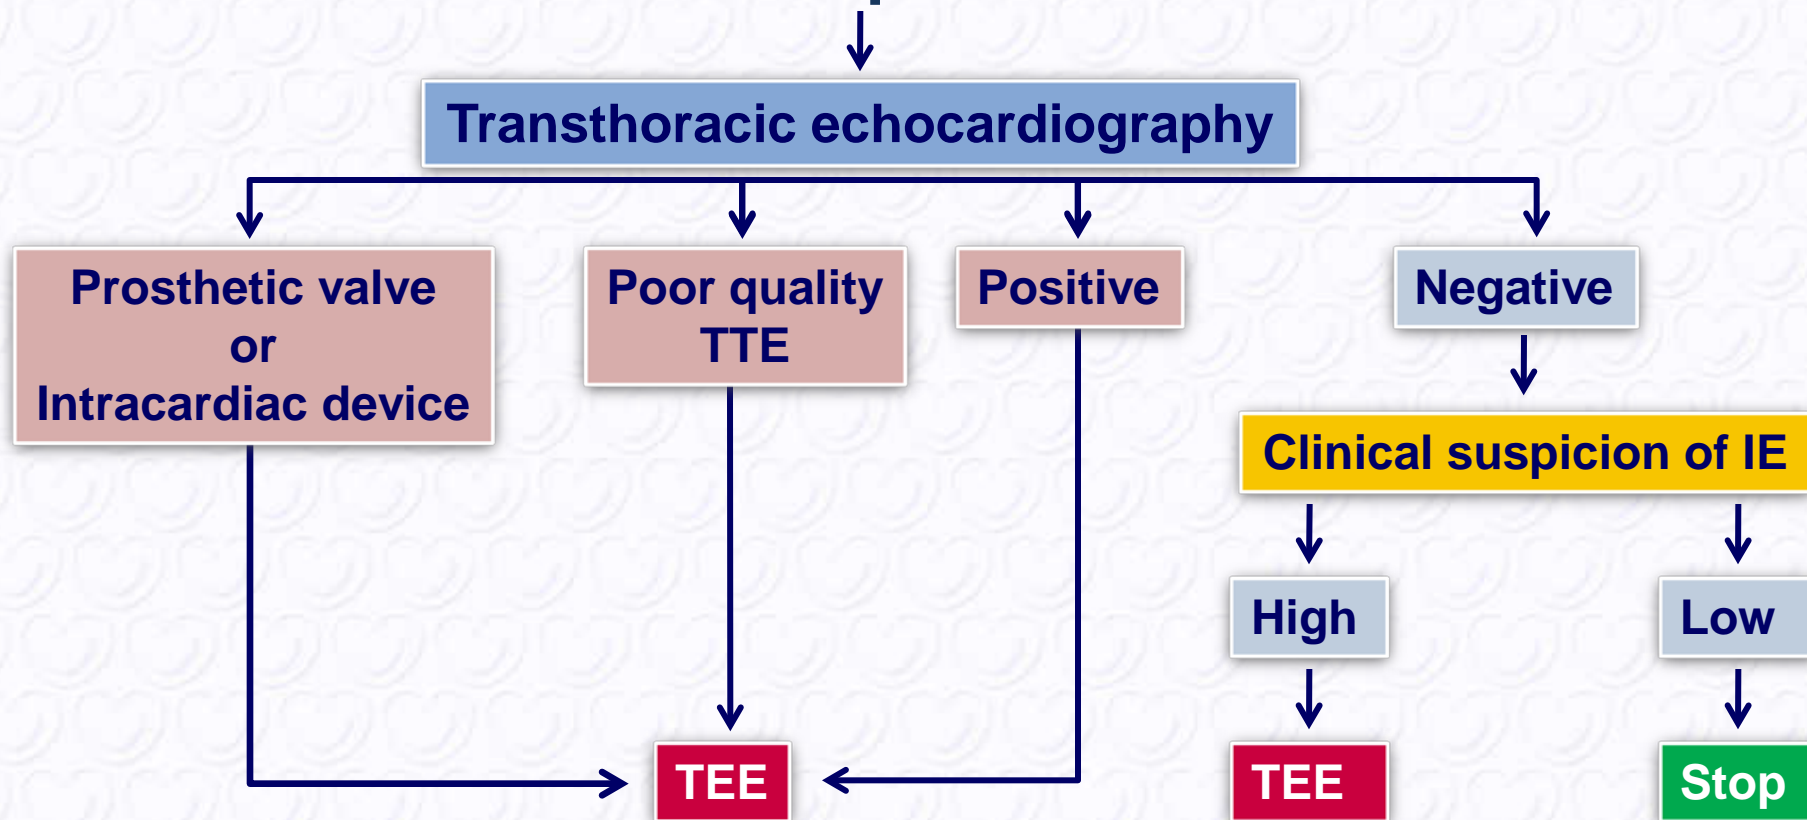 Transthoracic echocardiography
Prosthetic valve
or
Intracardiac device
Poor quality
TTE
Positive
Negative
Clinical suspicion of IE
High
Low
TEE
TEE
Stop